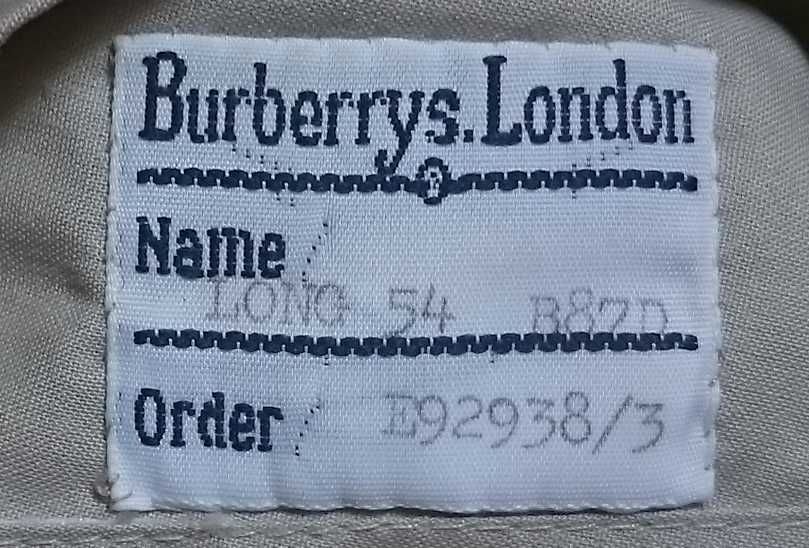 Burberrys. London
Name
LONG 54 B87D
Order E92938/3